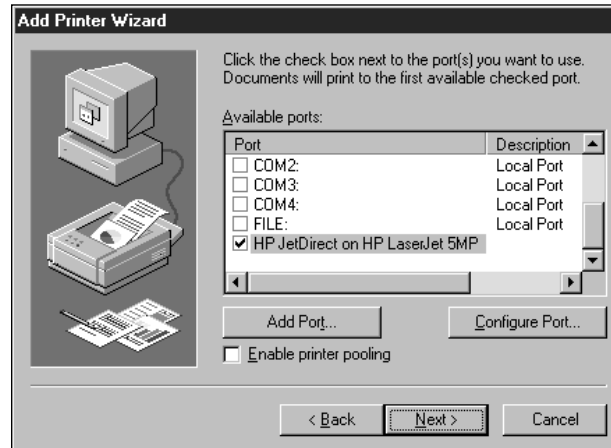 Add Printer Wizard
Click the check box next to the port(s) you want to use.
Documents will print to the first available checked port.
Available ports:
Port Description
COM2: Local Port
COM3: Local Port
COM4: Local Port
FILE: Local Port
HP JetDirect on HP LaserJet 5MP
Add Port... Configure Port...
Enable printer pooling
< Back Next > Cancel